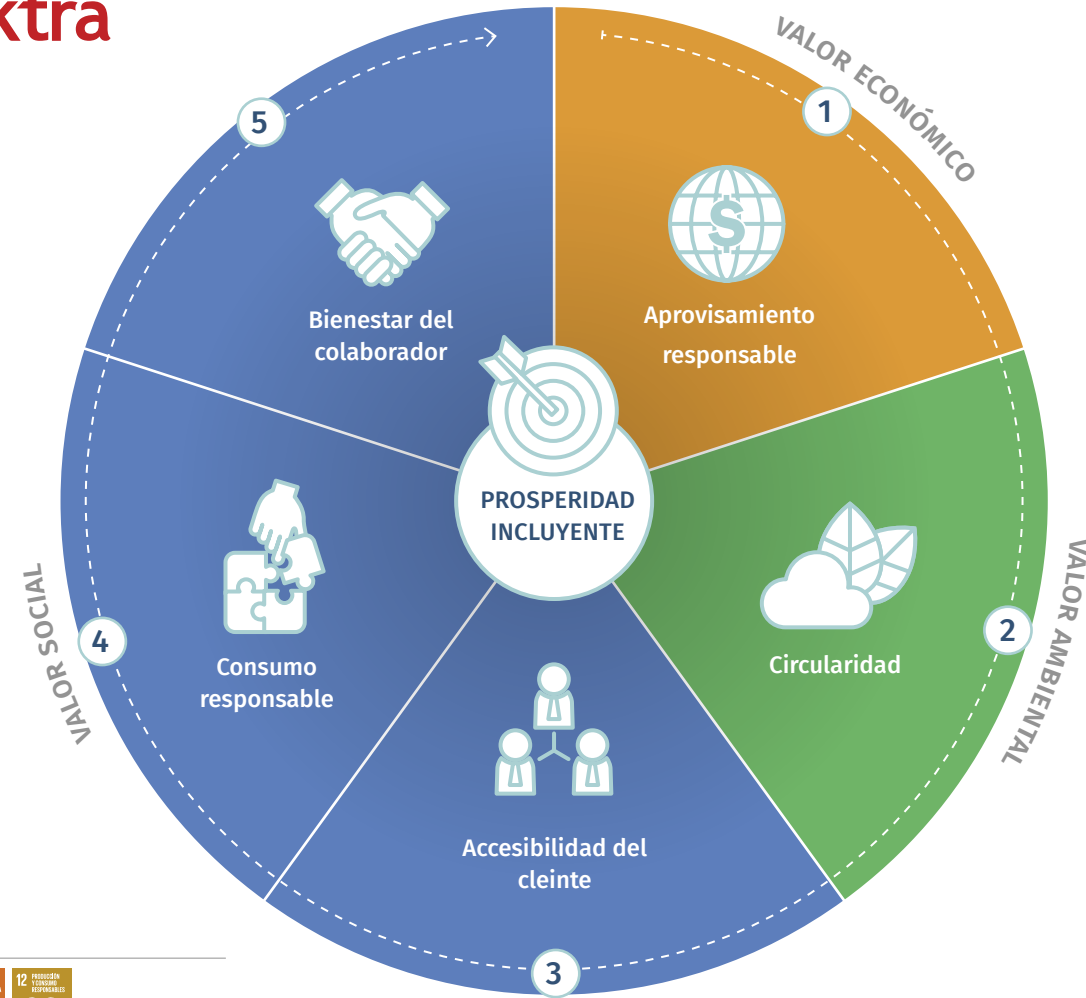 ktra
VALOR ECONÓMICO
1
Aprovisamiento
responsable
VALOR AMBIENTAL
2
Circularidad
3
Accesibilidad del
cleinte
VALOR SOCIAL
4
Consumo
responsable
5
Bienestar del
colaborador
PROSPERIDAD
INCLUYENTE
$
12 PRODUCCIÓN
Y CONSUMO
RESPONSABLES